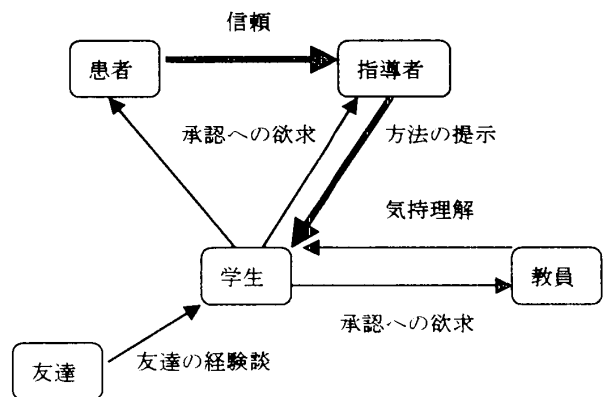 信頼
患者
指導者
承認への欲求
方法の提示
気持理解
学生
教員
承認への欲求
友達の経験談
友達